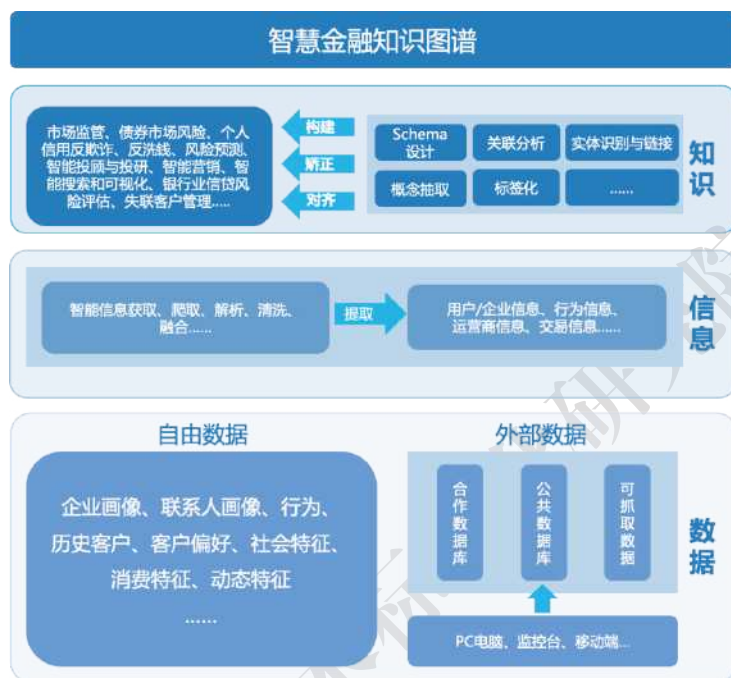 智慧金融知识图谱
市场监管、债券市场风险、个人
信用反欺诈、反洗线、风险预测、
智能投顾与投研、智能营销、智
能搜索和可视化、银行业信贷风
险评估、失联客户管理.....
构建
矫正
对齐
Schema
设计
关联分析
实体识别与链接
概念抽取
标签化
......
知识
智能信息获取、爬取、解析、清洗、
融合......
提取
用户/企业信息、行为信息、
运营商信息、交易信息......
信息
自由数据
企业画像、联系人画像、行为、
历史客户、客户偏好、社会特征、
消费特征、动态特征
......
外部数据
合作数据库
公共数据库
可抓取数据
PC电脑、监控台、移动端...
数据